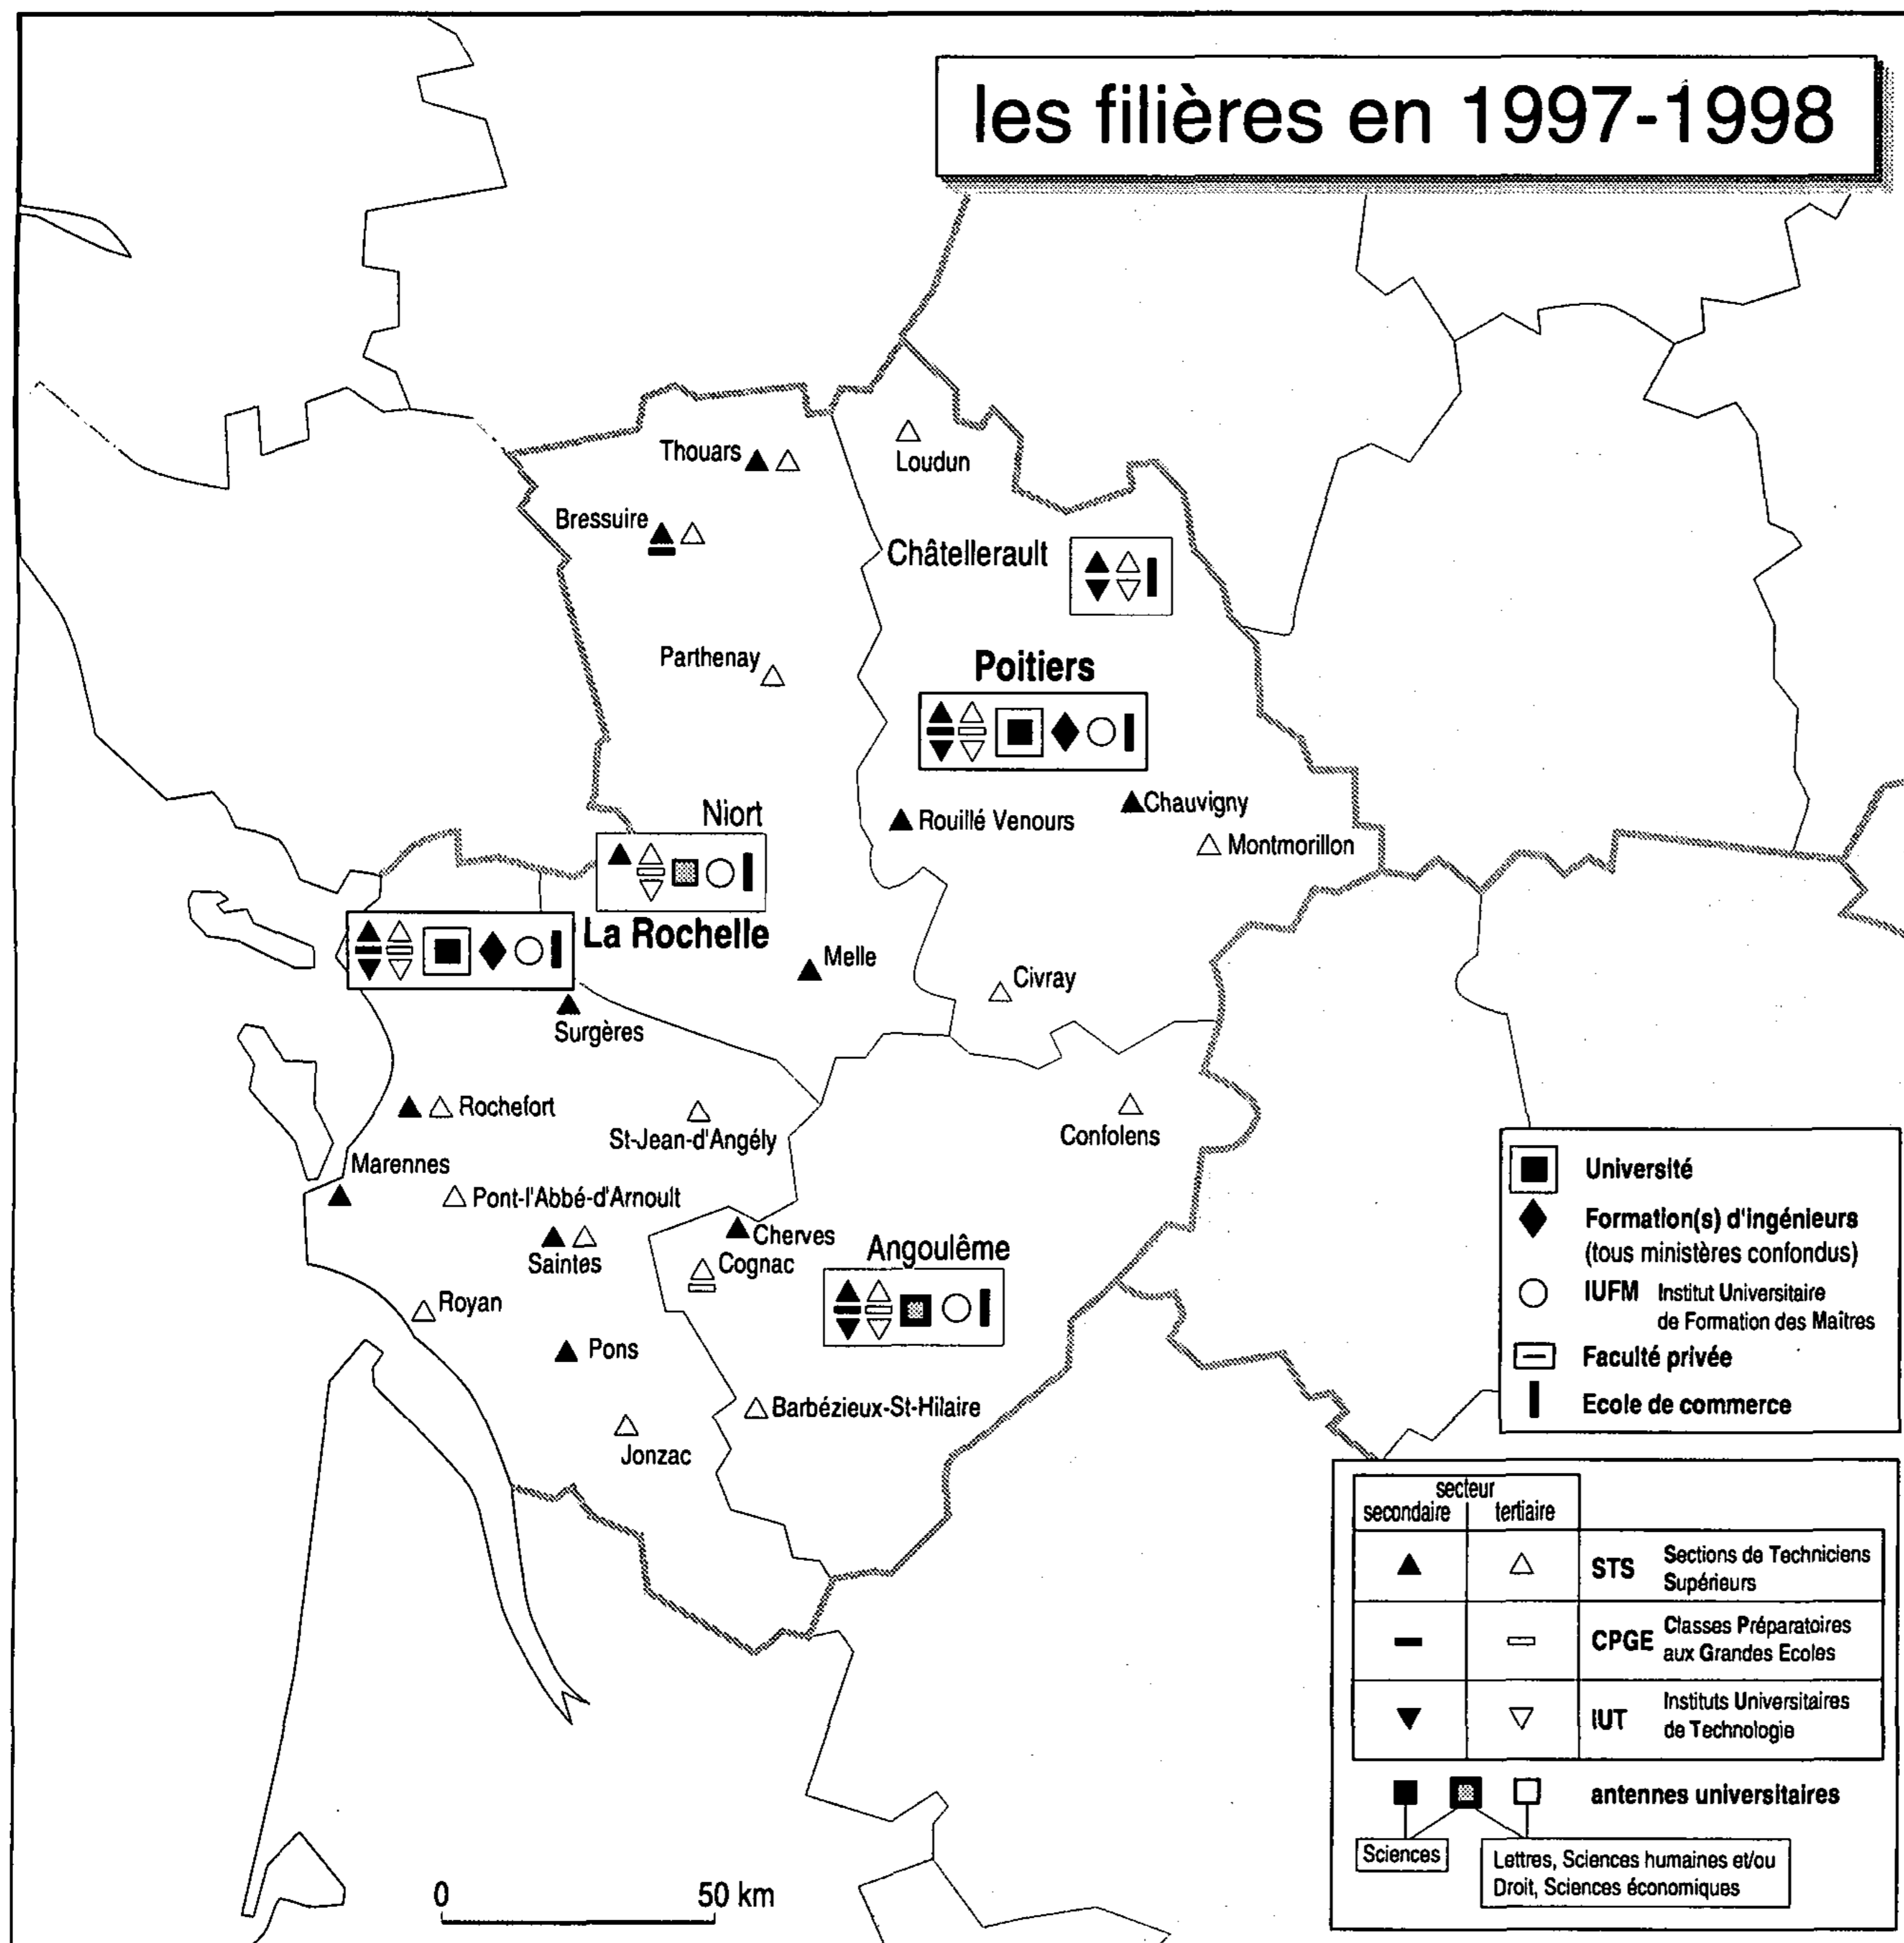 les filières en 1997-1998
Thouars
Loudun
Bressuire
Châtellerault
Parthenay
Poitiers
Niort
Chauvigny
Rouillé Venours
Montmorillon
La Rochelle
Melle
Civray
Surgères
Rochefort
St-Jean-d'Angély
Confolens
Marennes
Pont-l'Abbé-d'Arnoult
Cherves
Saintes
Cognac
Angoulême
Royan
Pons
Barbézieux-St-Hilaire
Jonzac
0 50 km
Université
Formation(s) d'ingénieurs
(tous ministères confondus)
IUFM Institut Universitaire
de Formation des Maîtres
Faculté privée
Ecole de commerce
secteur
secondaire tertiaire
STS Sections de Techniciens
Supérieurs
CPGE Classes Préparatoires
aux Grandes Ecoles
IUT Instituts Universitaires
de Technologie
antennes universitaires
Sciences
Lettres, Sciences humaines et/ou
Droit, Sciences économiques